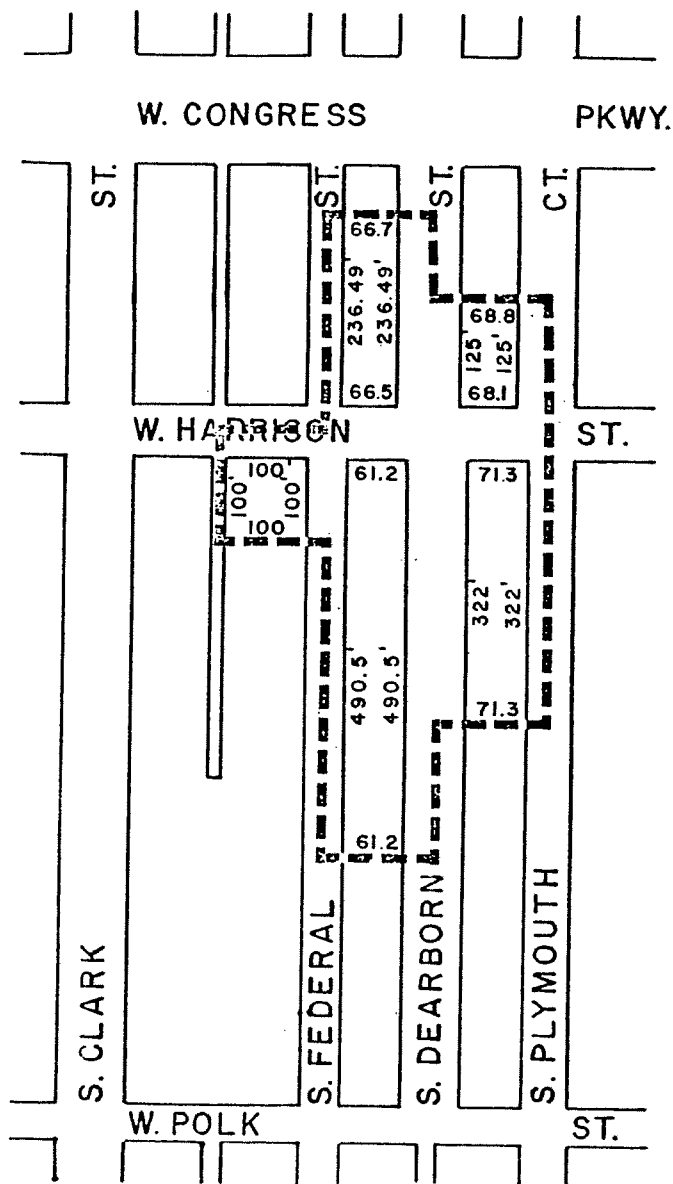 W. CONGRESS PKWY.
ST. ST. ST. CT.
66.7
236.49' 236.49'
68.8
125' 125'
66.5 68.1
W. HARRISON ST.
100' 61.2 71.3
100' 100'
100'
322' 322'
490.5' 490.5'
71.3
61.2
S. CLARK
S. FEDERAL
S. DEARBORN
S. PLYMOUTH
W. POLK ST.